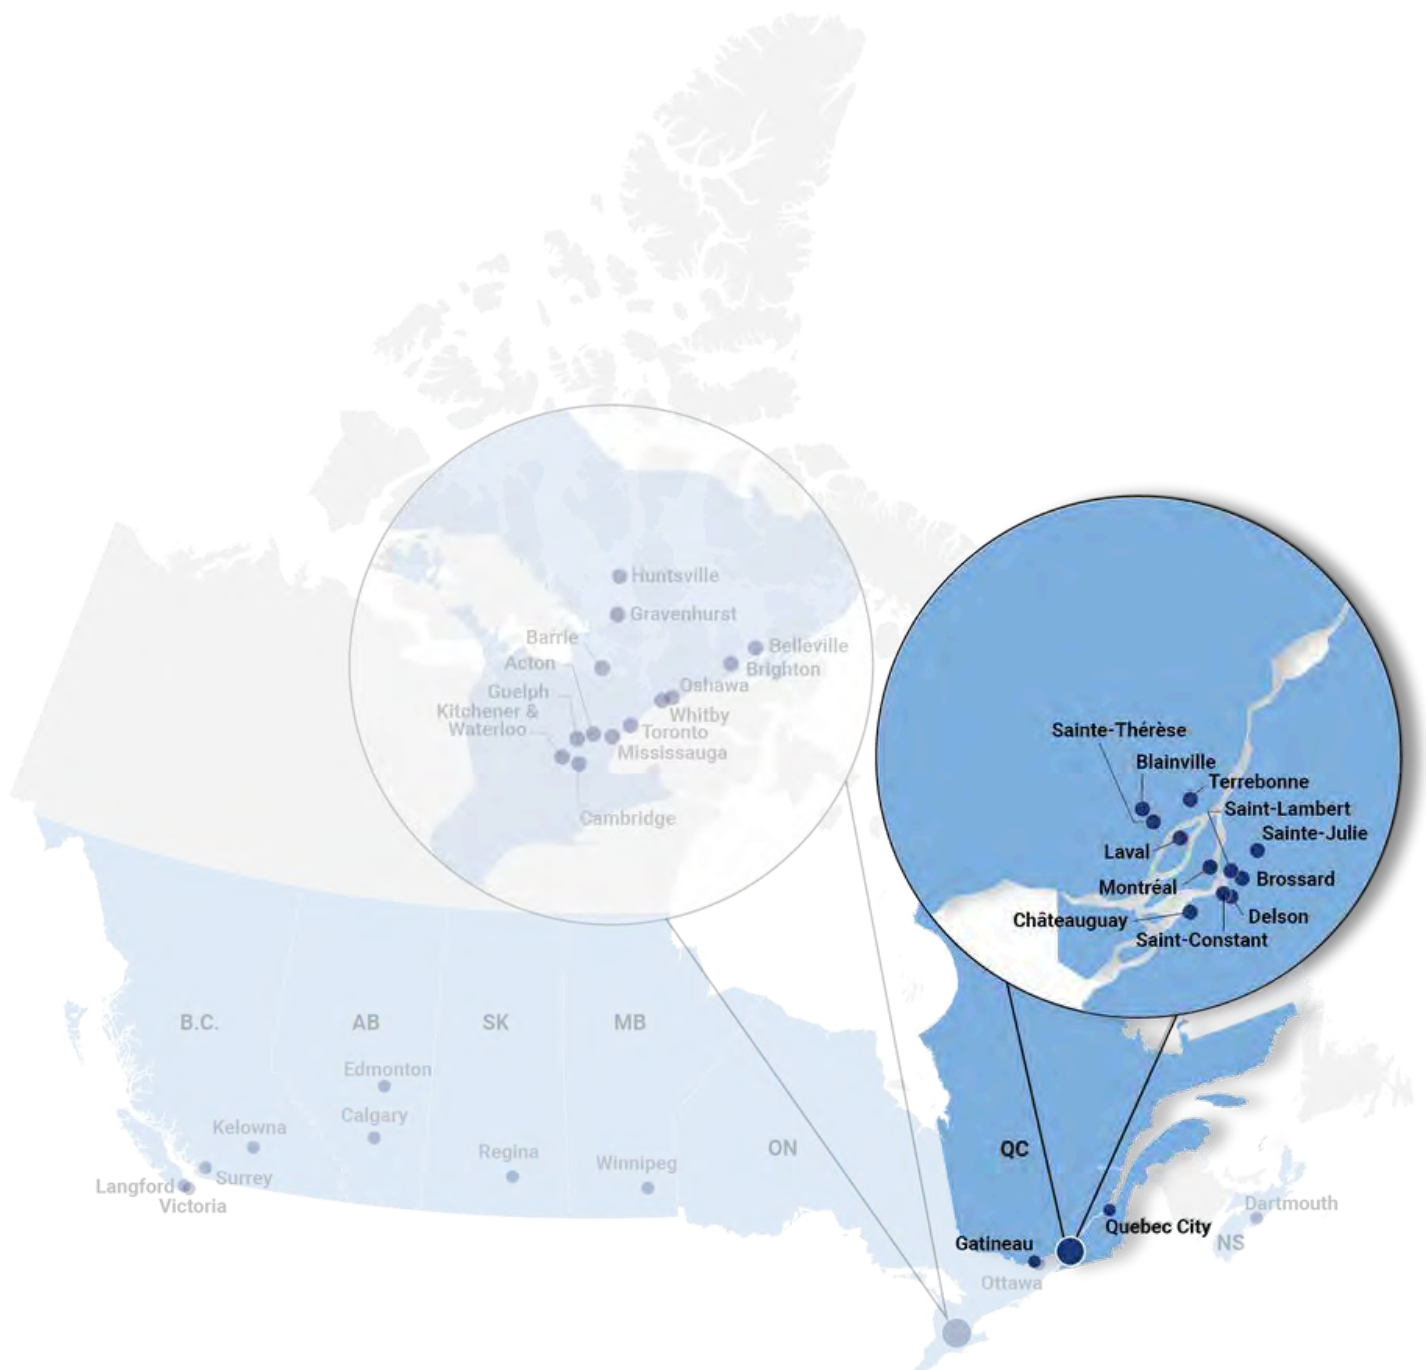 Huntsville
Gravenhurst
Barrie
Belleville
Acton
Brighton
Oshawa
Guelph
Kitchener &
Waterloo
Whitby
Toronto
Mississauga
Cambridge
Sainte-Thérèse
Blainville
Terrebonne
Saint-Lambert
Sainte-Julie
Laval
Montréal
Brossard
Châteauguay
Delson
Saint-Constant
B.C.
AB
SK
MB
Edmonton
Calgary
Kelowna
Regina
Winnipeg
ON
QC
Langford
Surrey
Victoria
Dartmouth
Quebec City
Gatineau
NS
Ottawa